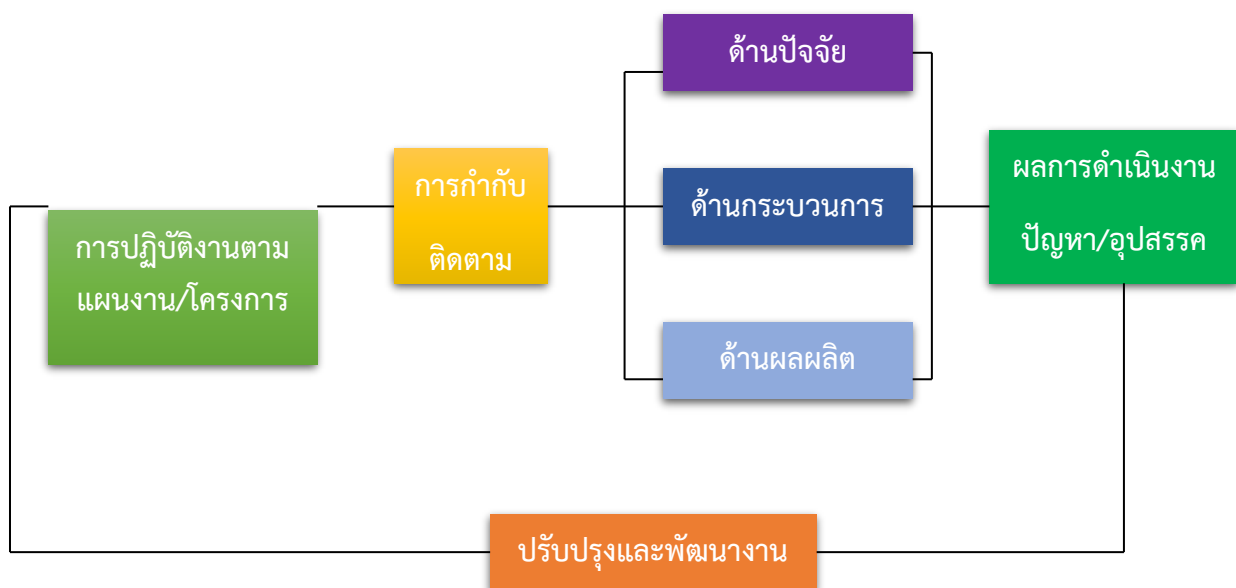 ด้านปัจจัย
การกำกับ
ติดตาม
ด้านกระบวนการ
ผลการดำเนินงาน
ปัญหา/อุปสรรค
การปฏิบัติงานตาม
แผนงาน/โครงการ
ด้านผลผลิต
ปรับปรุงและพัฒนางาน